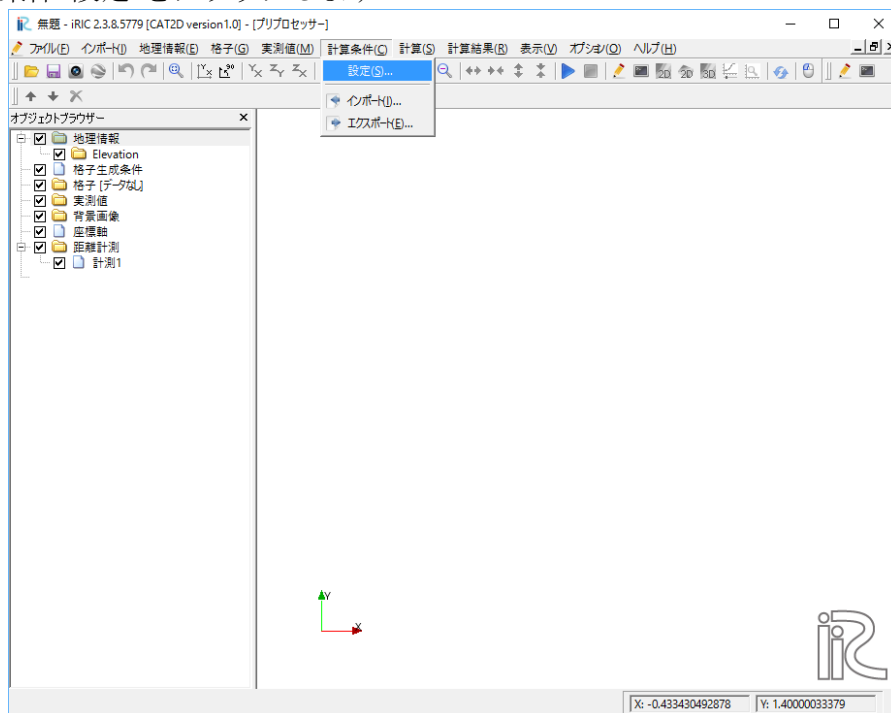 無題 - iRIC 2.3.8.5779 [CAT2D version1.0] - [プリプロセッサー]
ファイル(F) インポート(I) 地理情報(E) 格子(G) 実測値(M) 計算条件(C) 計算(S) 計算結果(R) 表示(V) オプション(O) ヘルプ(H)
設定(S)...
インポート(I)...
エクスポート(E)...
オブジェクトブラウザー
地理情報
Elevation
格子生成条件
格子 [データなし]
実測値
背景画像
座標軸
距離計測
計測1
Y
X
iRIC
X: -0.433430492878 Y: 1.40000033379